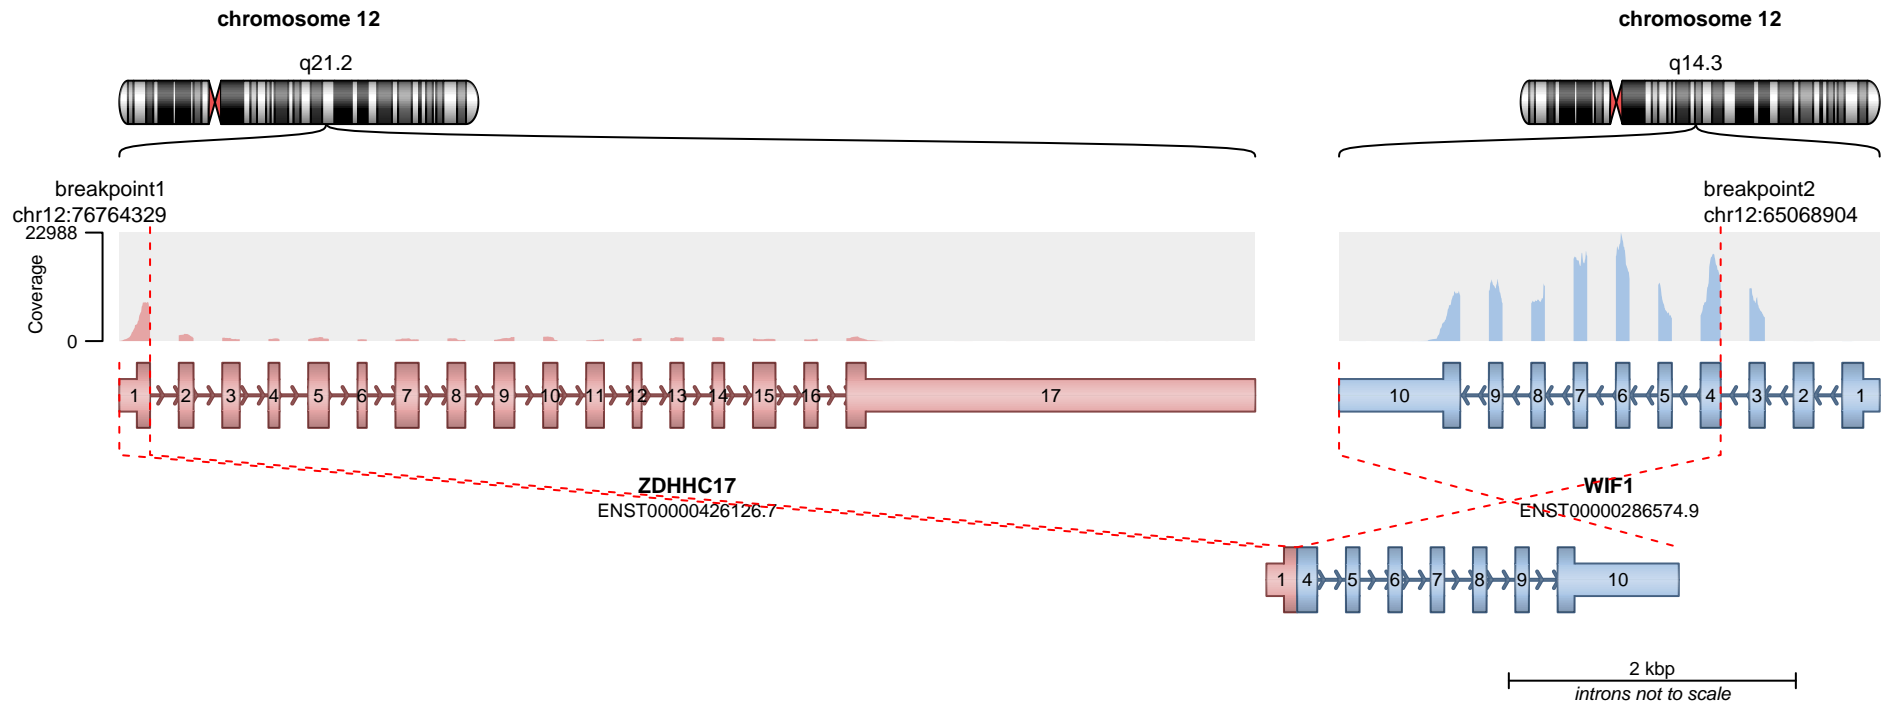 chromosome 12
chromosome 12
q21.2
q14.3
breakpoint1
chr12:76764329
breakpoint2
chr12:65068904
22988
Coverage
0
1 2 3 4 5 6 7 8 9 10 11 12 13 14 15 16 17
10 9 8 7 6 5 4 3 2 1
ZDHHC17
ENST00000426126.7
WIF1
ENST00000286574.9
1 4 5 6 7 8 9 10
2 kbp
introns not to scale